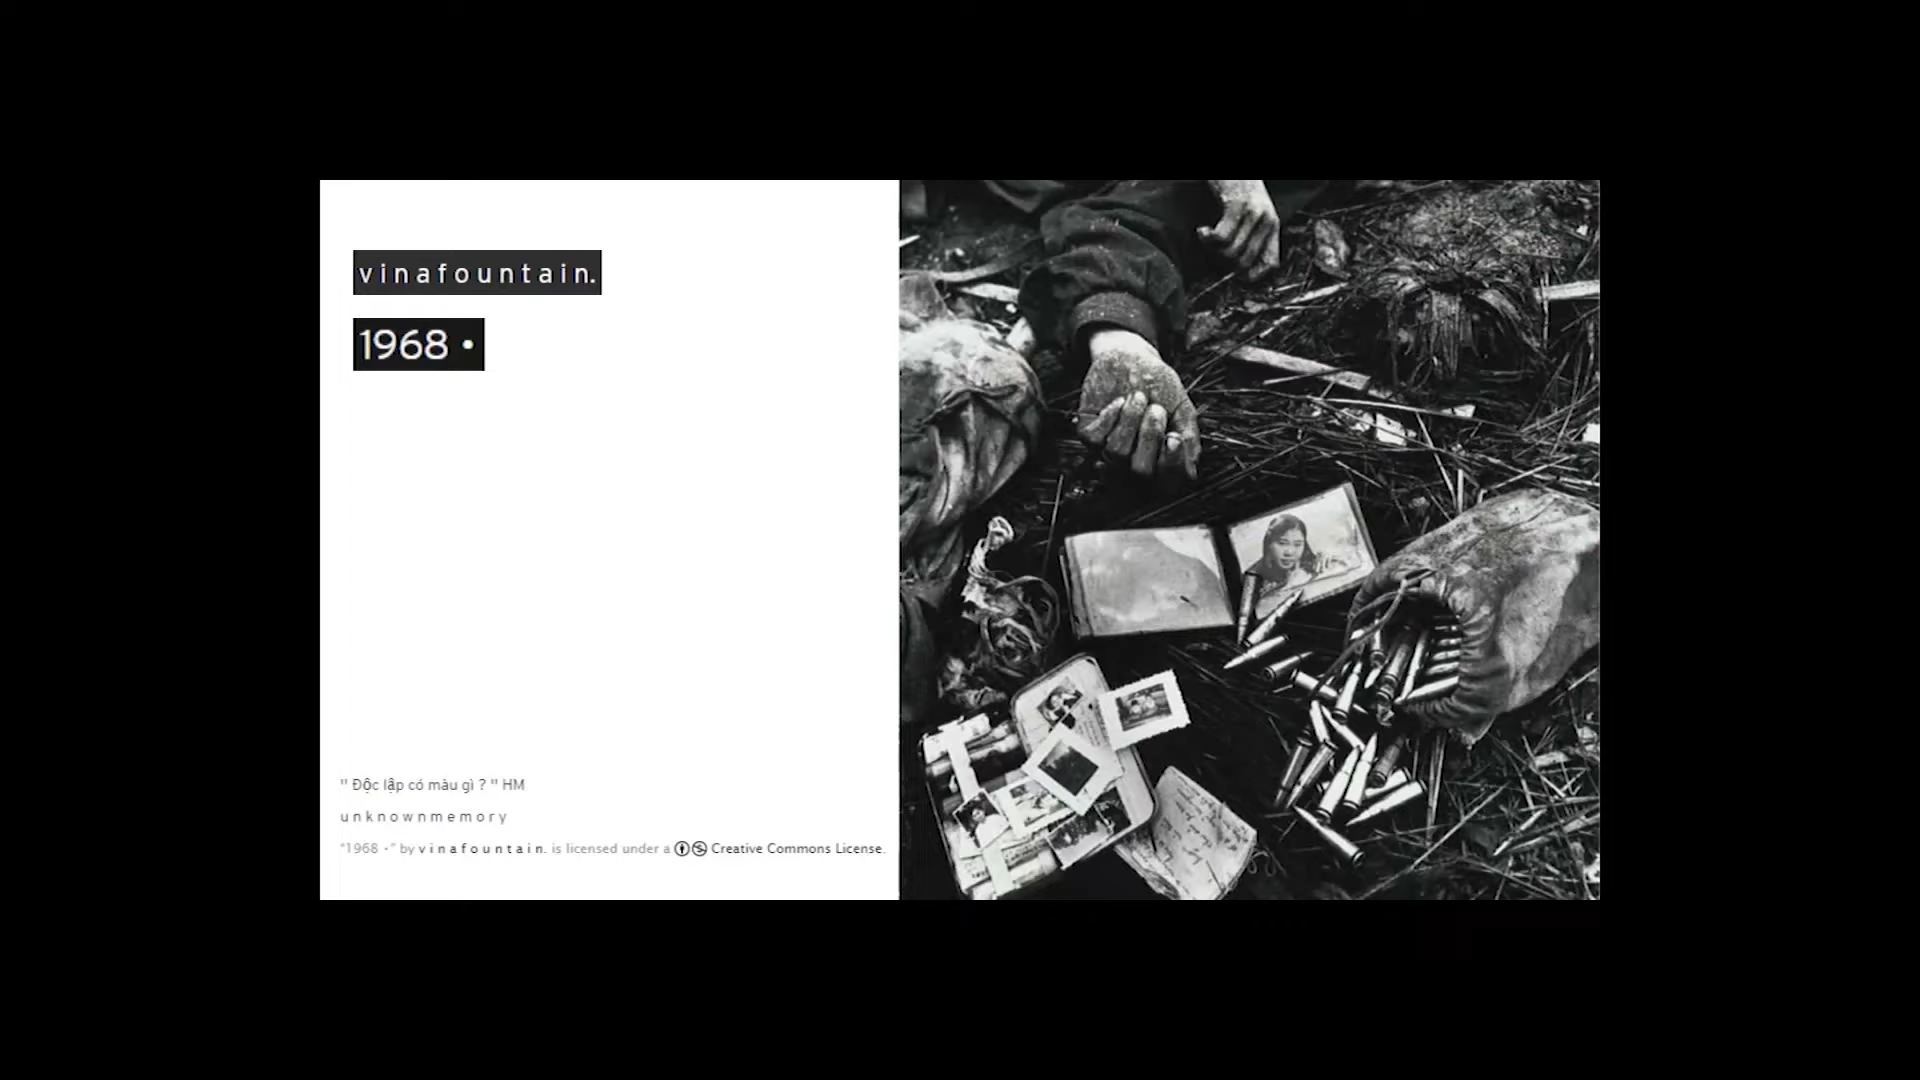 vinafountain.
1968 •
" Độc lập có màu gì ? " HM
unknownmemory
"1968 •" by vinafountain. is licensed under a Creative Commons License.